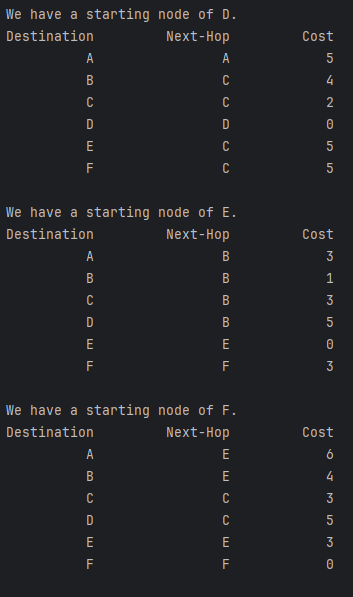 We have a starting node of D.
Destination Next-Hop Cost
A A 5
B C 4
C C 2
D D 0
E C 5
F C 5
We have a starting node of E.
Destination Next-Hop Cost
A B 3
B B 1
C B 3
D B 5
E E 0
F F 3
We have a starting node of F.
Destination Next-Hop Cost
A E 6
B E 4
C C 3
D C 5
E E 3
F F 0